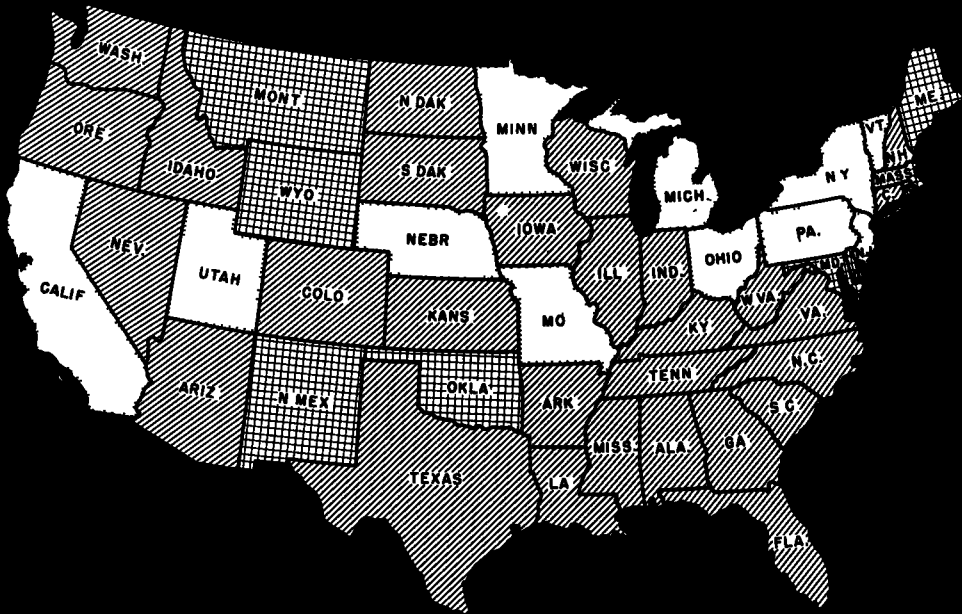 WASH
MONT.
N DAK
MINN
ME.
VT.
ORE
IDAHO
S DAK
WISC
NH
MASS
WYO
MICH.
N Y
NEV.
UTAH
NEBR
IOWA
PA.
CALIF
COLO
ILL
IND.
OHIO
MD
W VA.
VA.
KANS
MO
KY
ARIZ
N MEX
OKLA
ARK
TENN
N.C.
S C
TEXAS
LA
MISS.
ALA.
GA
FLA.